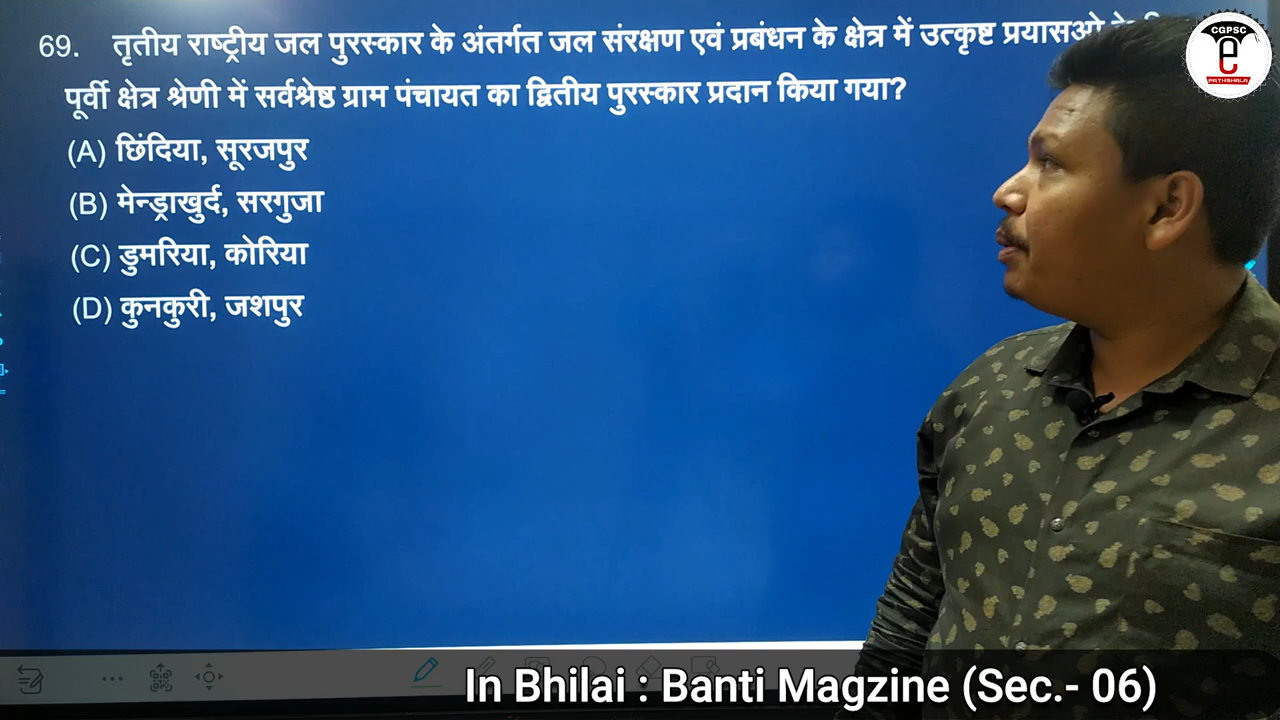 69. तृतीय राष्ट्रीय जल पुरस्कार के अंतर्गत जल संरक्षण एवं प्रबंधन के क्षेत्र में उत्कृष्ट प्रयासओ
पूर्वी क्षेत्र श्रेणी में सर्वश्रेष्ठ ग्राम पंचायत का द्वितीय पुरस्कार प्रदान किया गया?
(A) छिंदिया, सूरजपुर
(B) मेन्ड्राखुर्द, सरगुजा
(C) डुमरिया, कोरिया
(D) कुनकुरी, जशपुर
CGPSC
e
PATHSHALA
In Bhilai : Banti Magzine (Sec.- 06)